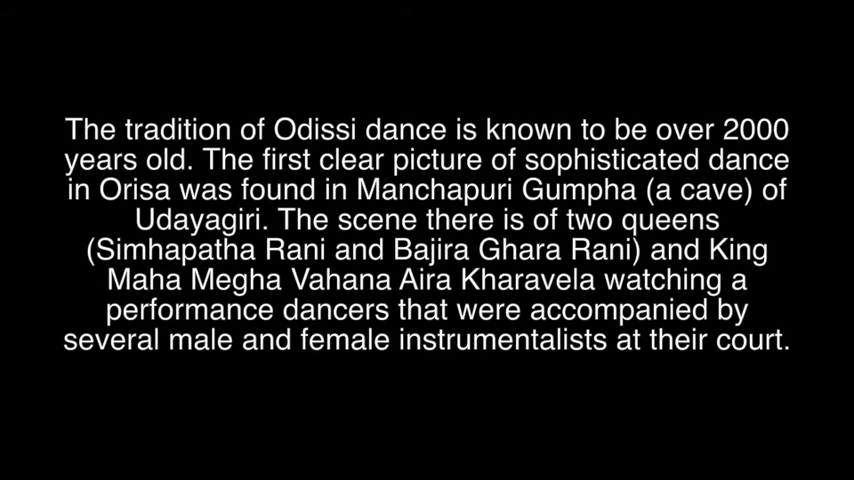 The tradition of Odissi dance is known to be over 2000
years old. The first clear picture of sophisticated dance
in Orisa was found in Manchapuri Gumpha (a cave) of
Udayagiri. The scene there is of two queens
(Simhapatha Rani and Bajira Ghara Rani) and King
Maha Megha Vahana Aira Kharavela watching a
performance dancers that were accompanied by
several male and female instrumentalists at their court.